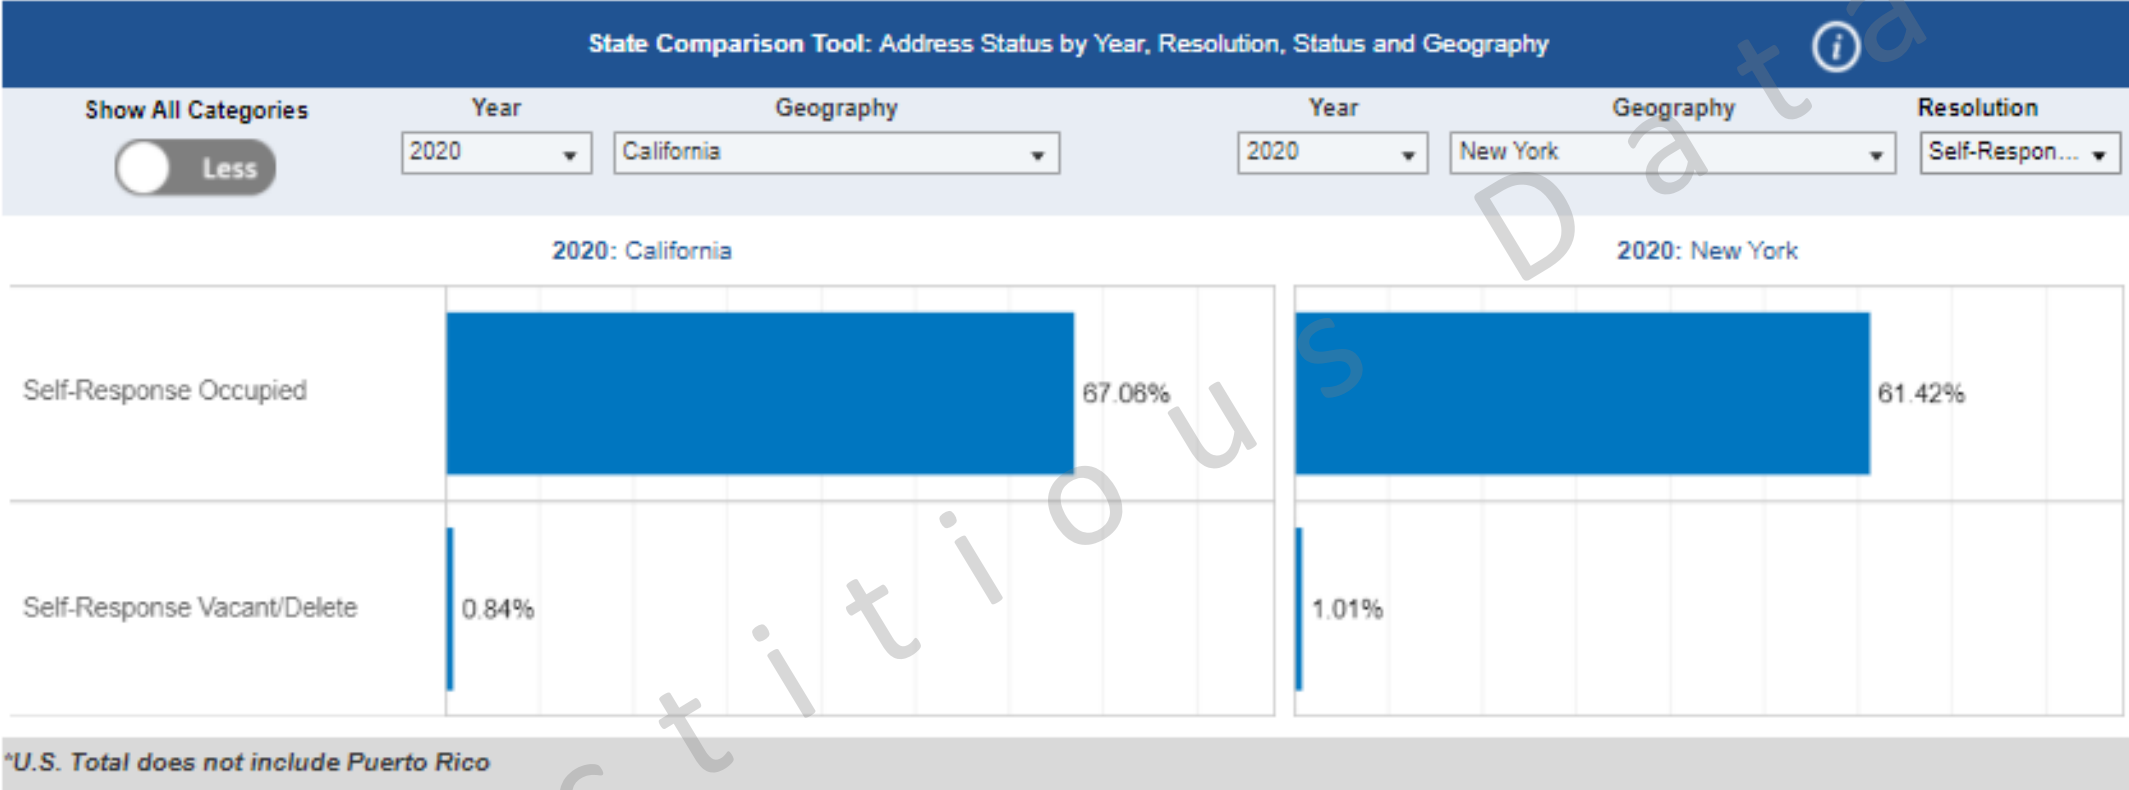 State Comparison Tool: Address Status by Year, Resolution, Status and Geography
Show All Categories Year Geography Year Geography Resolution
Less 2020 California 2020 New York Self-Respon...
2020: California 2020: New York
Self-Response Occupied 67.06% 61.42%
Self-Response Vacant/Delete 0.84% 1.01%
*U.S. Total does not include Puerto Rico
stitious Data